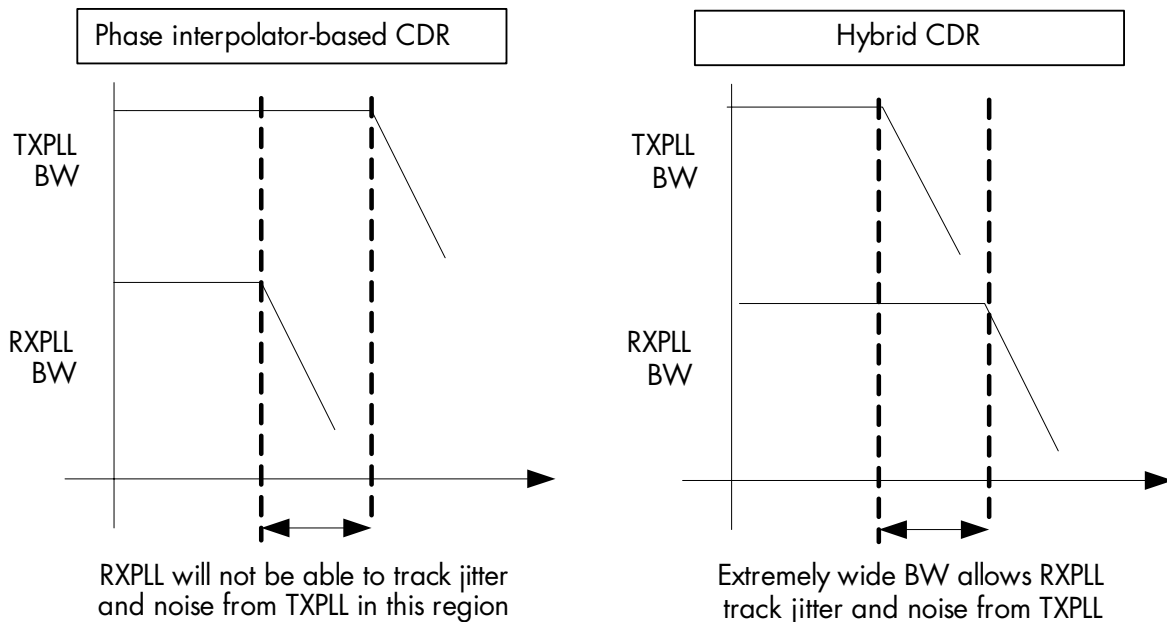 Phase interpolator-based CDR
TXPLL
BW
RXPLL
BW
RXPLL will not be able to track jitter
and noise from TXPLL in this region
Hybrid CDR
TXPLL
BW
RXPLL
BW
Extremely wide BW allows RXPLL
track jitter and noise from TXPLL